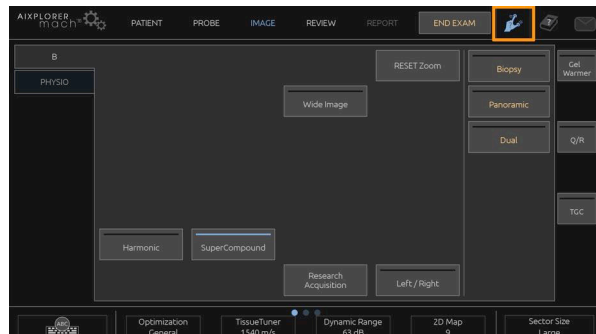 AIXPLORER
mach
PATIENT
PROBE
IMAGE
REVIEW
REPORT
END EXAM
B
PHYSIO
RESET Zoom
Wide Image
Biopsy
Panoramic
Dual
Gel
Warmer
Q/R
TGC
Harmonic
SuperCompound
Research
Acquisition
Left / Right
ABC
Optimization
General
TissueTuner
1540 m/s
Dynamic Range
63 dB
2D Map
9
Sector Size
Large